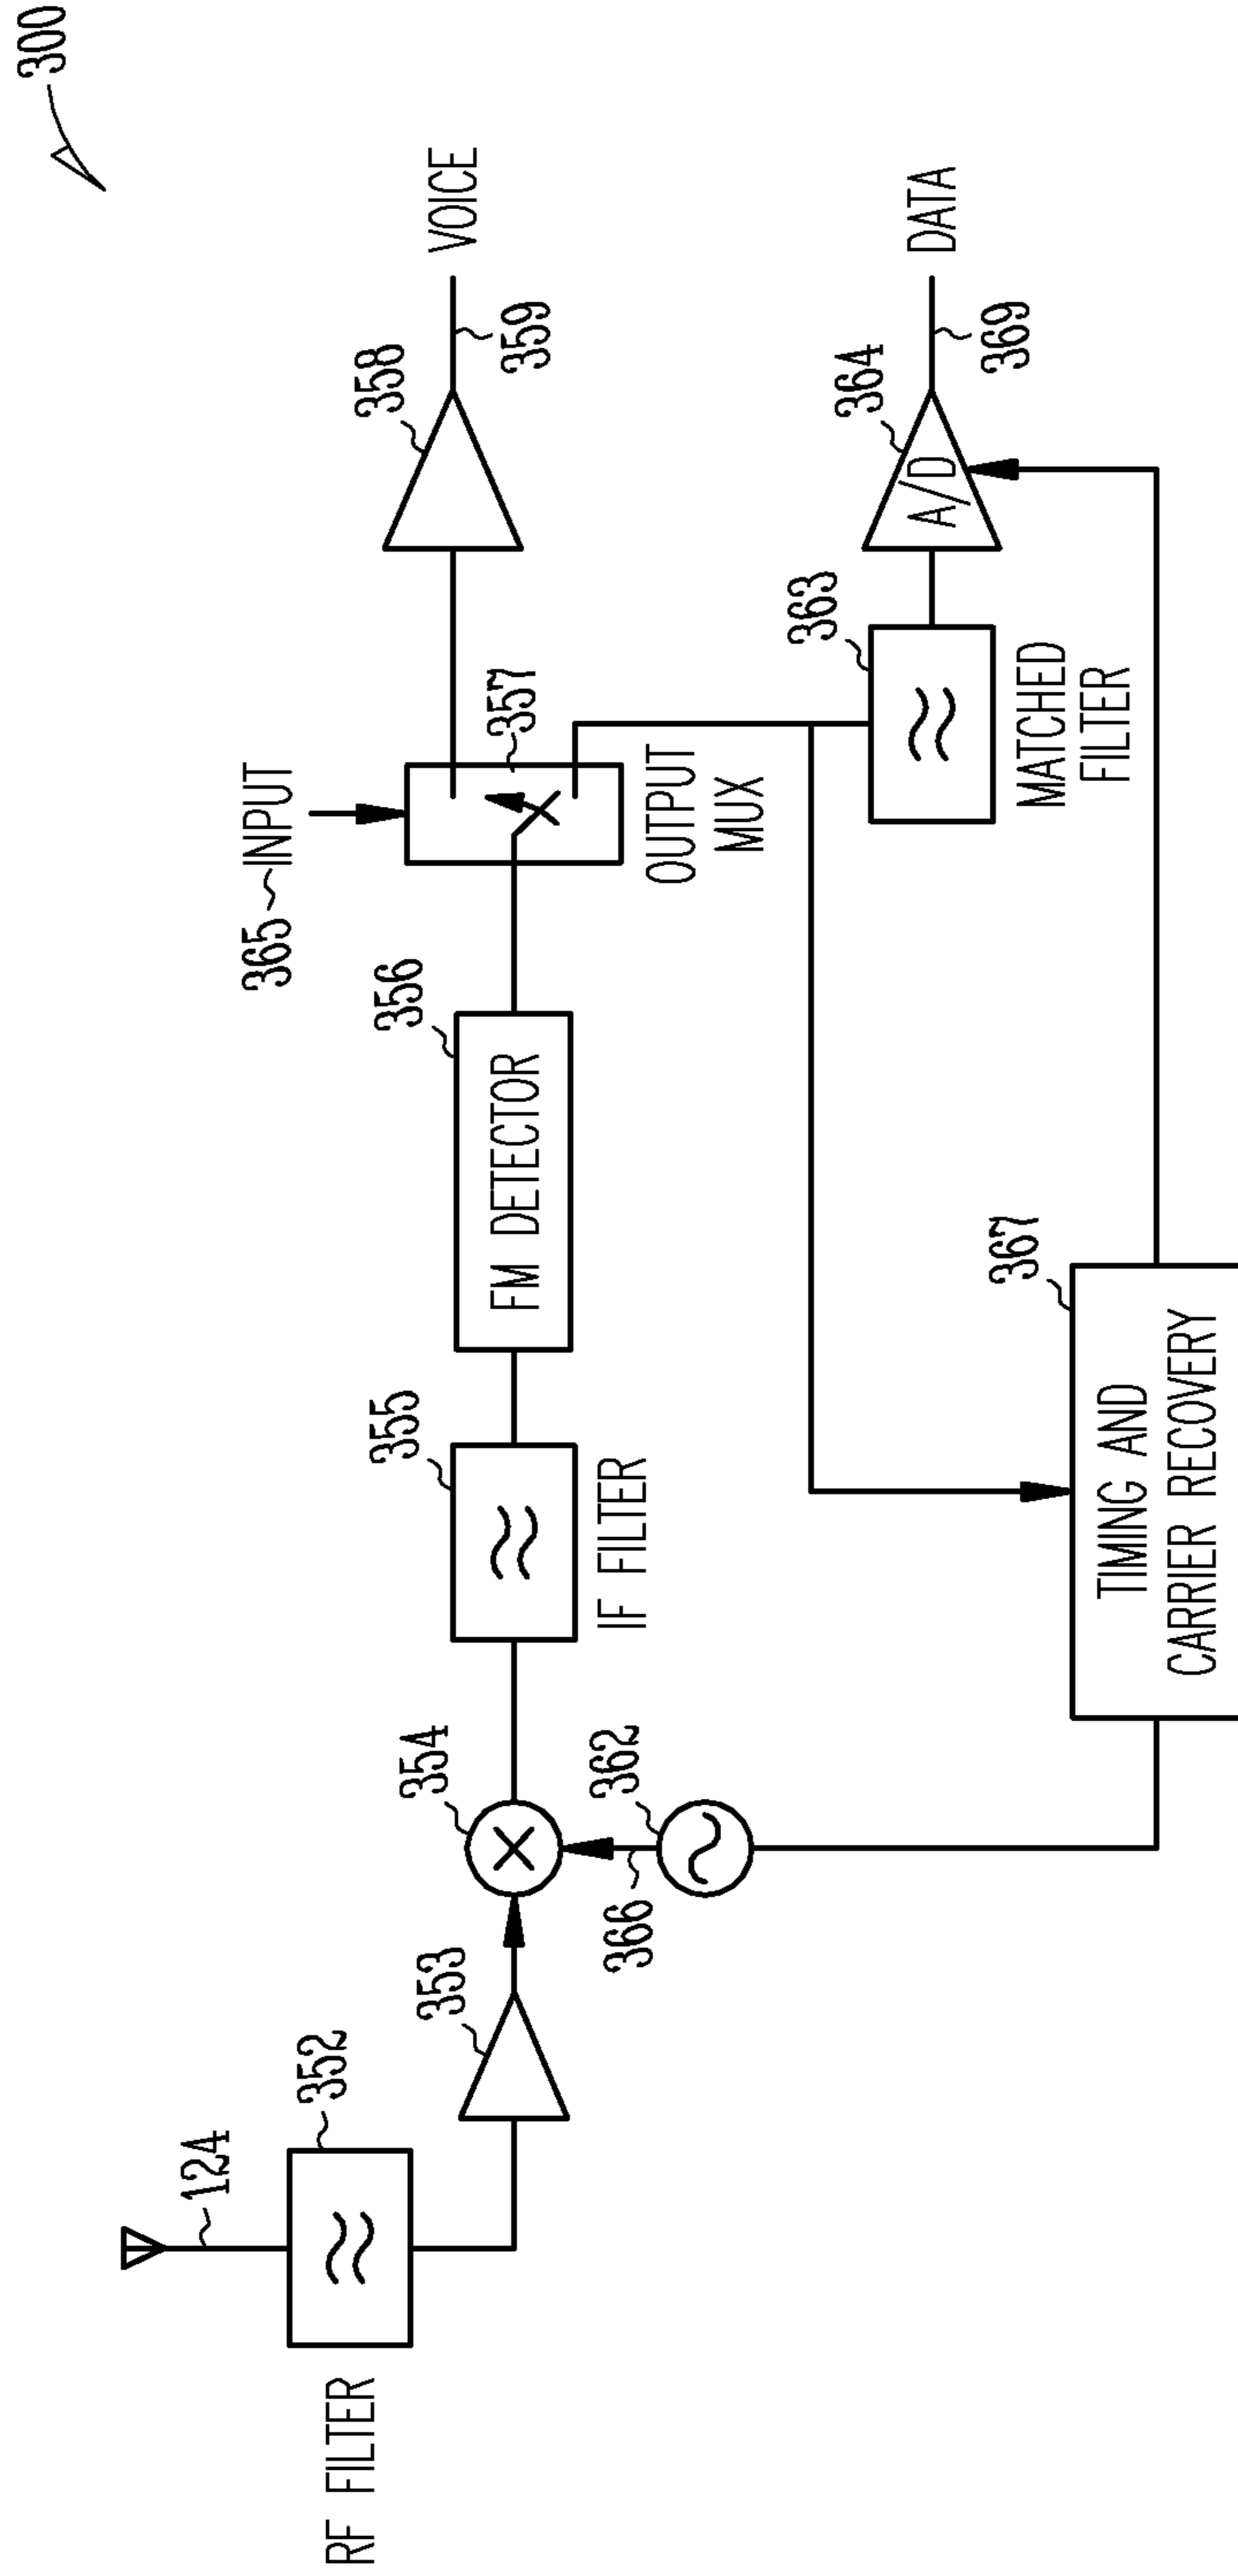 300
124
352
RF FILTER
353
354
366
362
355
IF FILTER
356
FM DETECTOR
365
INPUT
357
OUTPUT
MUX
358
VOICE
359
363
MATCHED
FILTER
364
A/D
DATA
369
367
TIMING AND
CARRIER RECOVERY